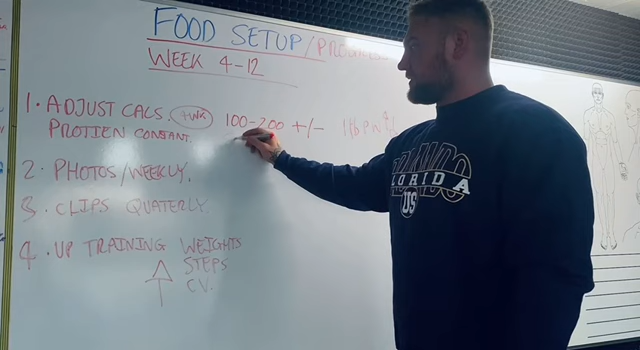 FOOD SETUP/PROGRESS
WEEK 4-12
1. ADJUST CALS. 100-200 +/-
PROTIEN CONSTANT.
2. PHOTOS/WEEKLY.
3. CLIPS QUATERLY.
4. UP TRAINING WEIGHTS
STEPS
CV.
ORLANDO
FLORIDA
US